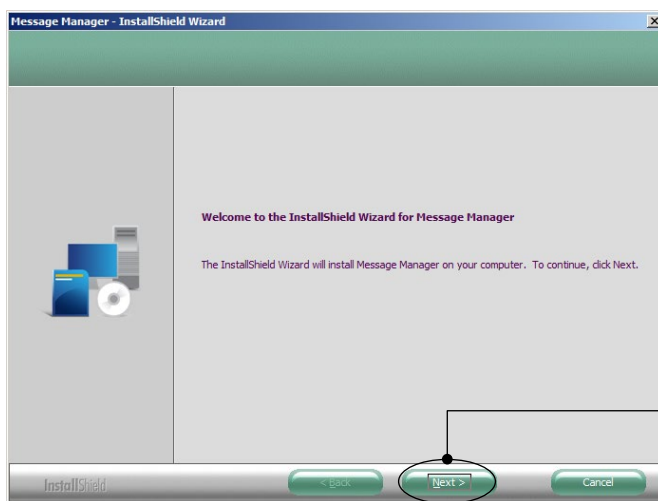 Message Manager - InstallShield Wizard
Welcome to the InstallShield Wizard for Message Manager
The InstallShield Wizard will install Message Manager on your computer. To continue, click Next.
InstallShield
< Back
Next >
Cancel